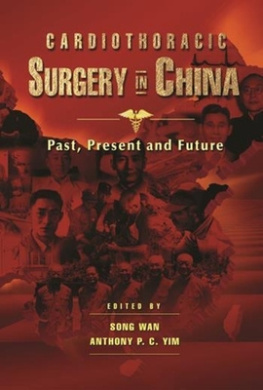 CARDIOTHORACIC
SURGERY IN CHINA
Past, Present and Future
EDITED BY
SONG WAN
ANTHONY P. C. YIM